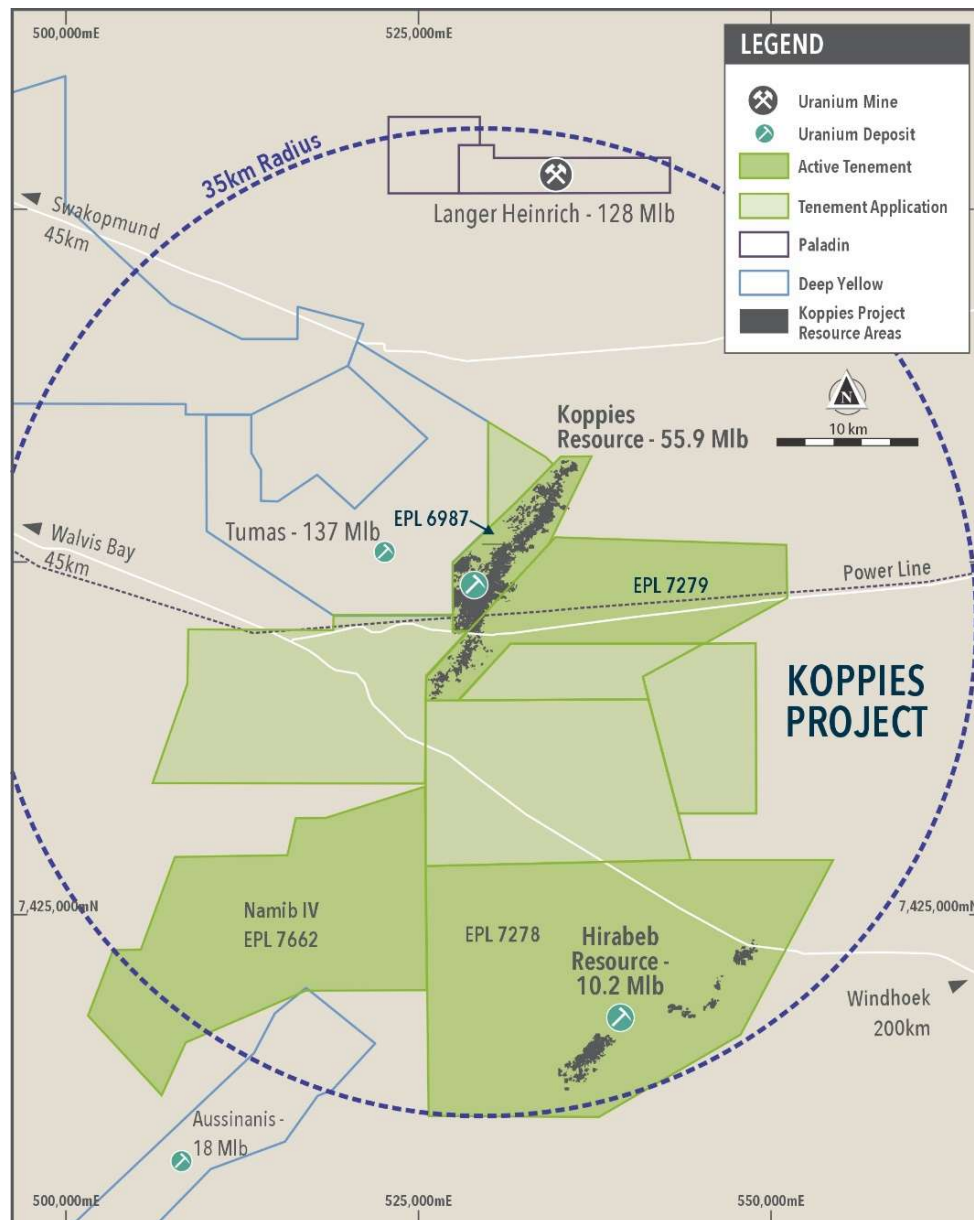 500,000mE
525,000mE
LEGEND
Uranium Mine
Uranium Deposit
Active Tenement
Tenement Application
Paladin
Deep Yellow
Koppies Project
Resource Areas
35km Radius
Langer Heinrich - 128 Mlb
Swakopmund
45km
N
10 km
Koppies
Resource - 55.9 Mlb
EPL 6987
Tumas - 137 Mlb
Walvis Bay
45km
EPL 7279
Power Line
KOPPIES
PROJECT
7,425,000mN
7,425,000mN
Namib IV
EPL 7662
EPL 7278
Hirabeb
Resource -
10.2 Mlb
Windhoek
200km
Aussinanis -
18 Mlb
500,000mE
525,000mE
550,000mE